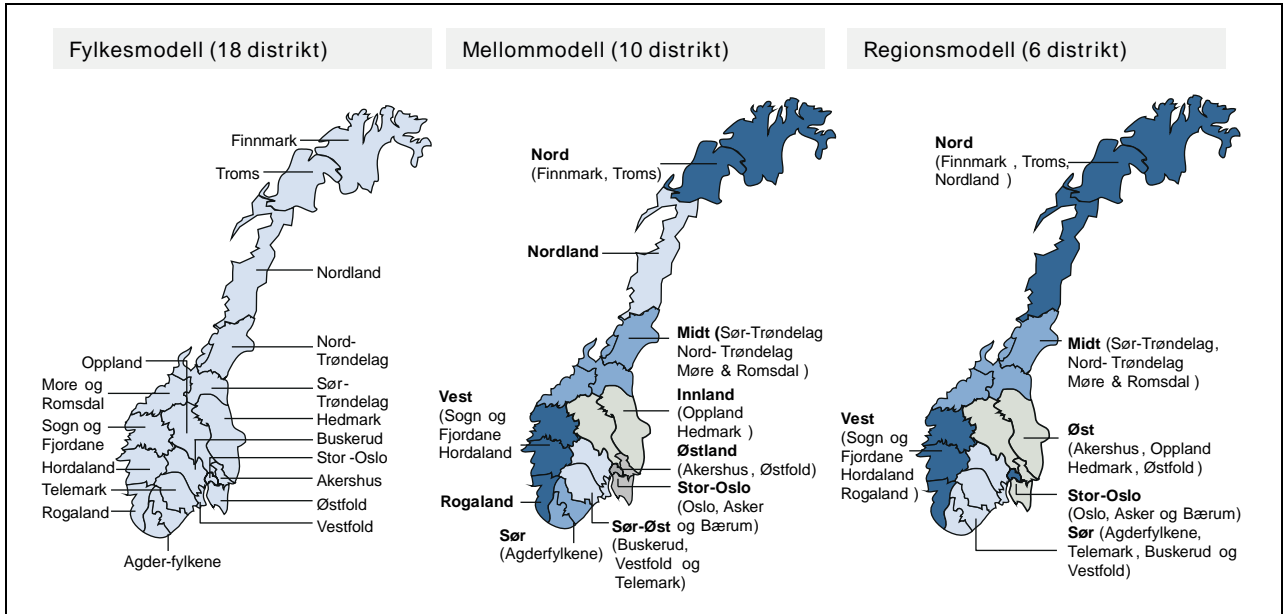 Fylkesmodell (18 distrikt)
Finnmark
Troms
Nordland
Nord-
Trøndelag
Oppland
More og
Romsdal
Sør-
Trøndelag
Sogn og
Fjordane
Hedmark
Buskerud
Stor -Oslo
Hordaland
Akershus
Telemark
Østfold
Rogaland
Vestfold
Agder-fylkene
Mellommodell (10 distrikt)
Nord
(Finnmark, Troms)
Nordland
Midt (Sør-Trøndelag
Nord- Trøndelag
Møre & Romsdal )
Vest
(Sogn og
Fjordane
Hordaland
Innland
(Oppland
Hedmark )
Østland
(Akershus, Østfold)
Stor-Oslo
(Oslo, Asker
og Bærum)
Rogaland
Sør
(Agderfylkene)
Sør-Øst
(Buskerud,
Vestfold og
Telemark)
Regionsmodell (6 distrikt)
Nord
(Finnmark , Troms,
Nordland )
Midt (Sør-Trøndelag,
Nord- Trøndelag
Møre & Romsdal )
Vest
(Sogn og
Fjordane
Hordaland
Rogaland )
Øst
(Akershus, Oppland
Hedmark, Østfold)
Stor-Oslo
(Oslo, Asker og Bærum)
Sør (Agderfylkene,
Telemark, Buskerud og
Vestfold)